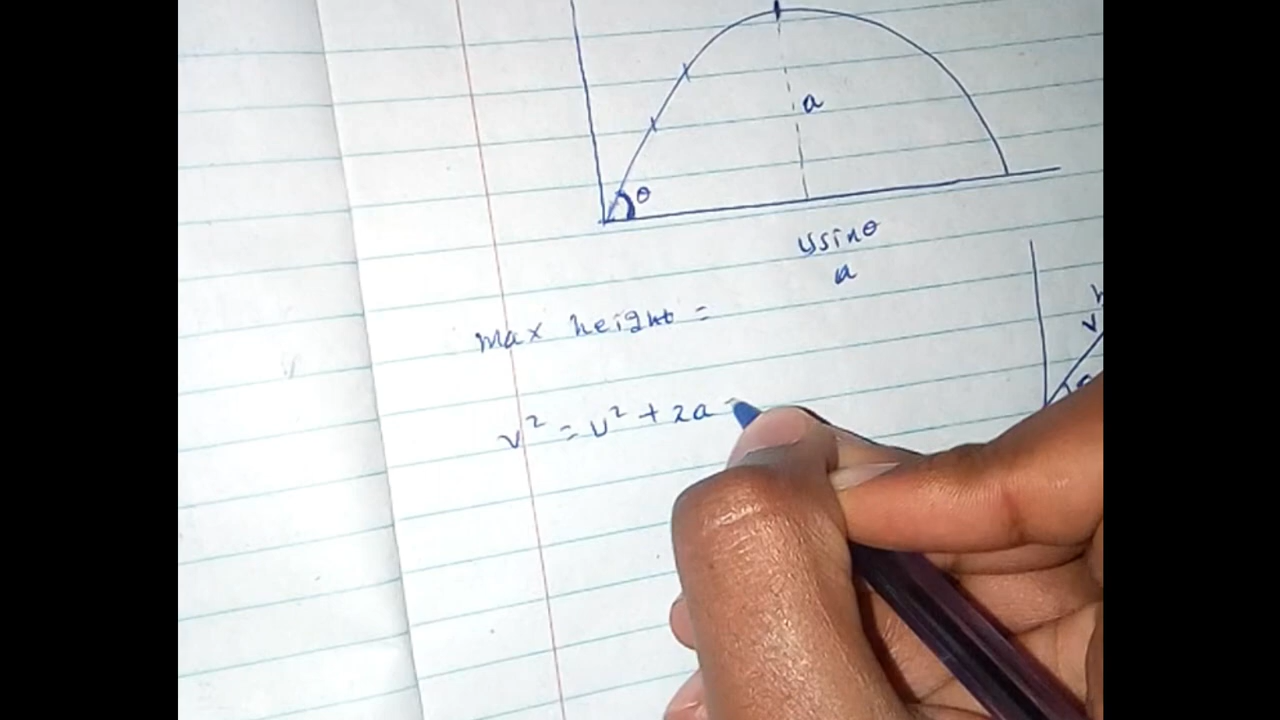 a
θ
usinθ
a
max height =
v² = u² + 2a
v